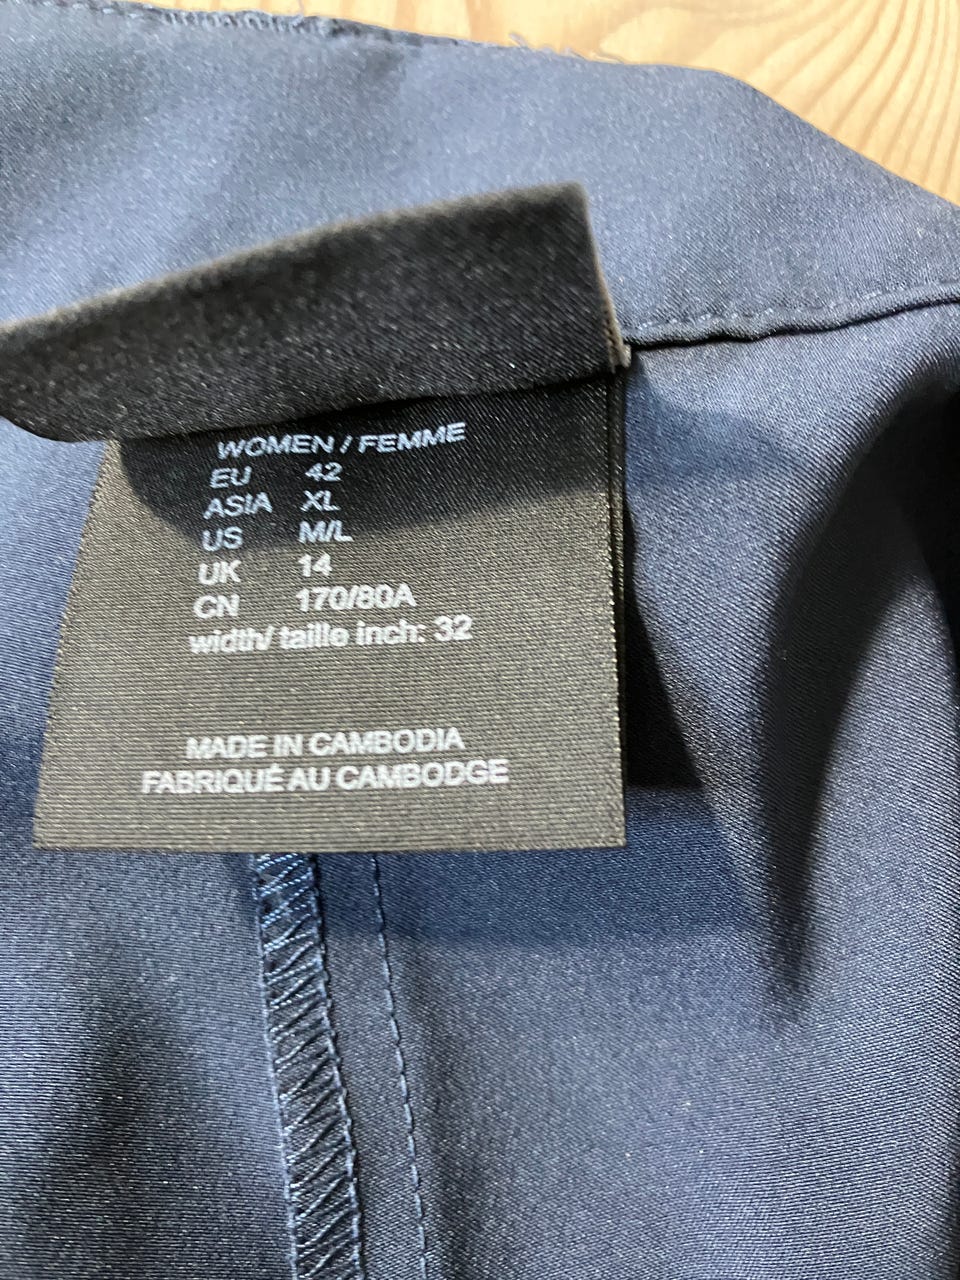 WOMEN / FEMME
EU 42
ASIA XL
US M/L
UK 14
CN 170/80A
width/ taille inch: 32
MADE IN CAMBODIA
FABRIQUÉ AU CAMBODGE